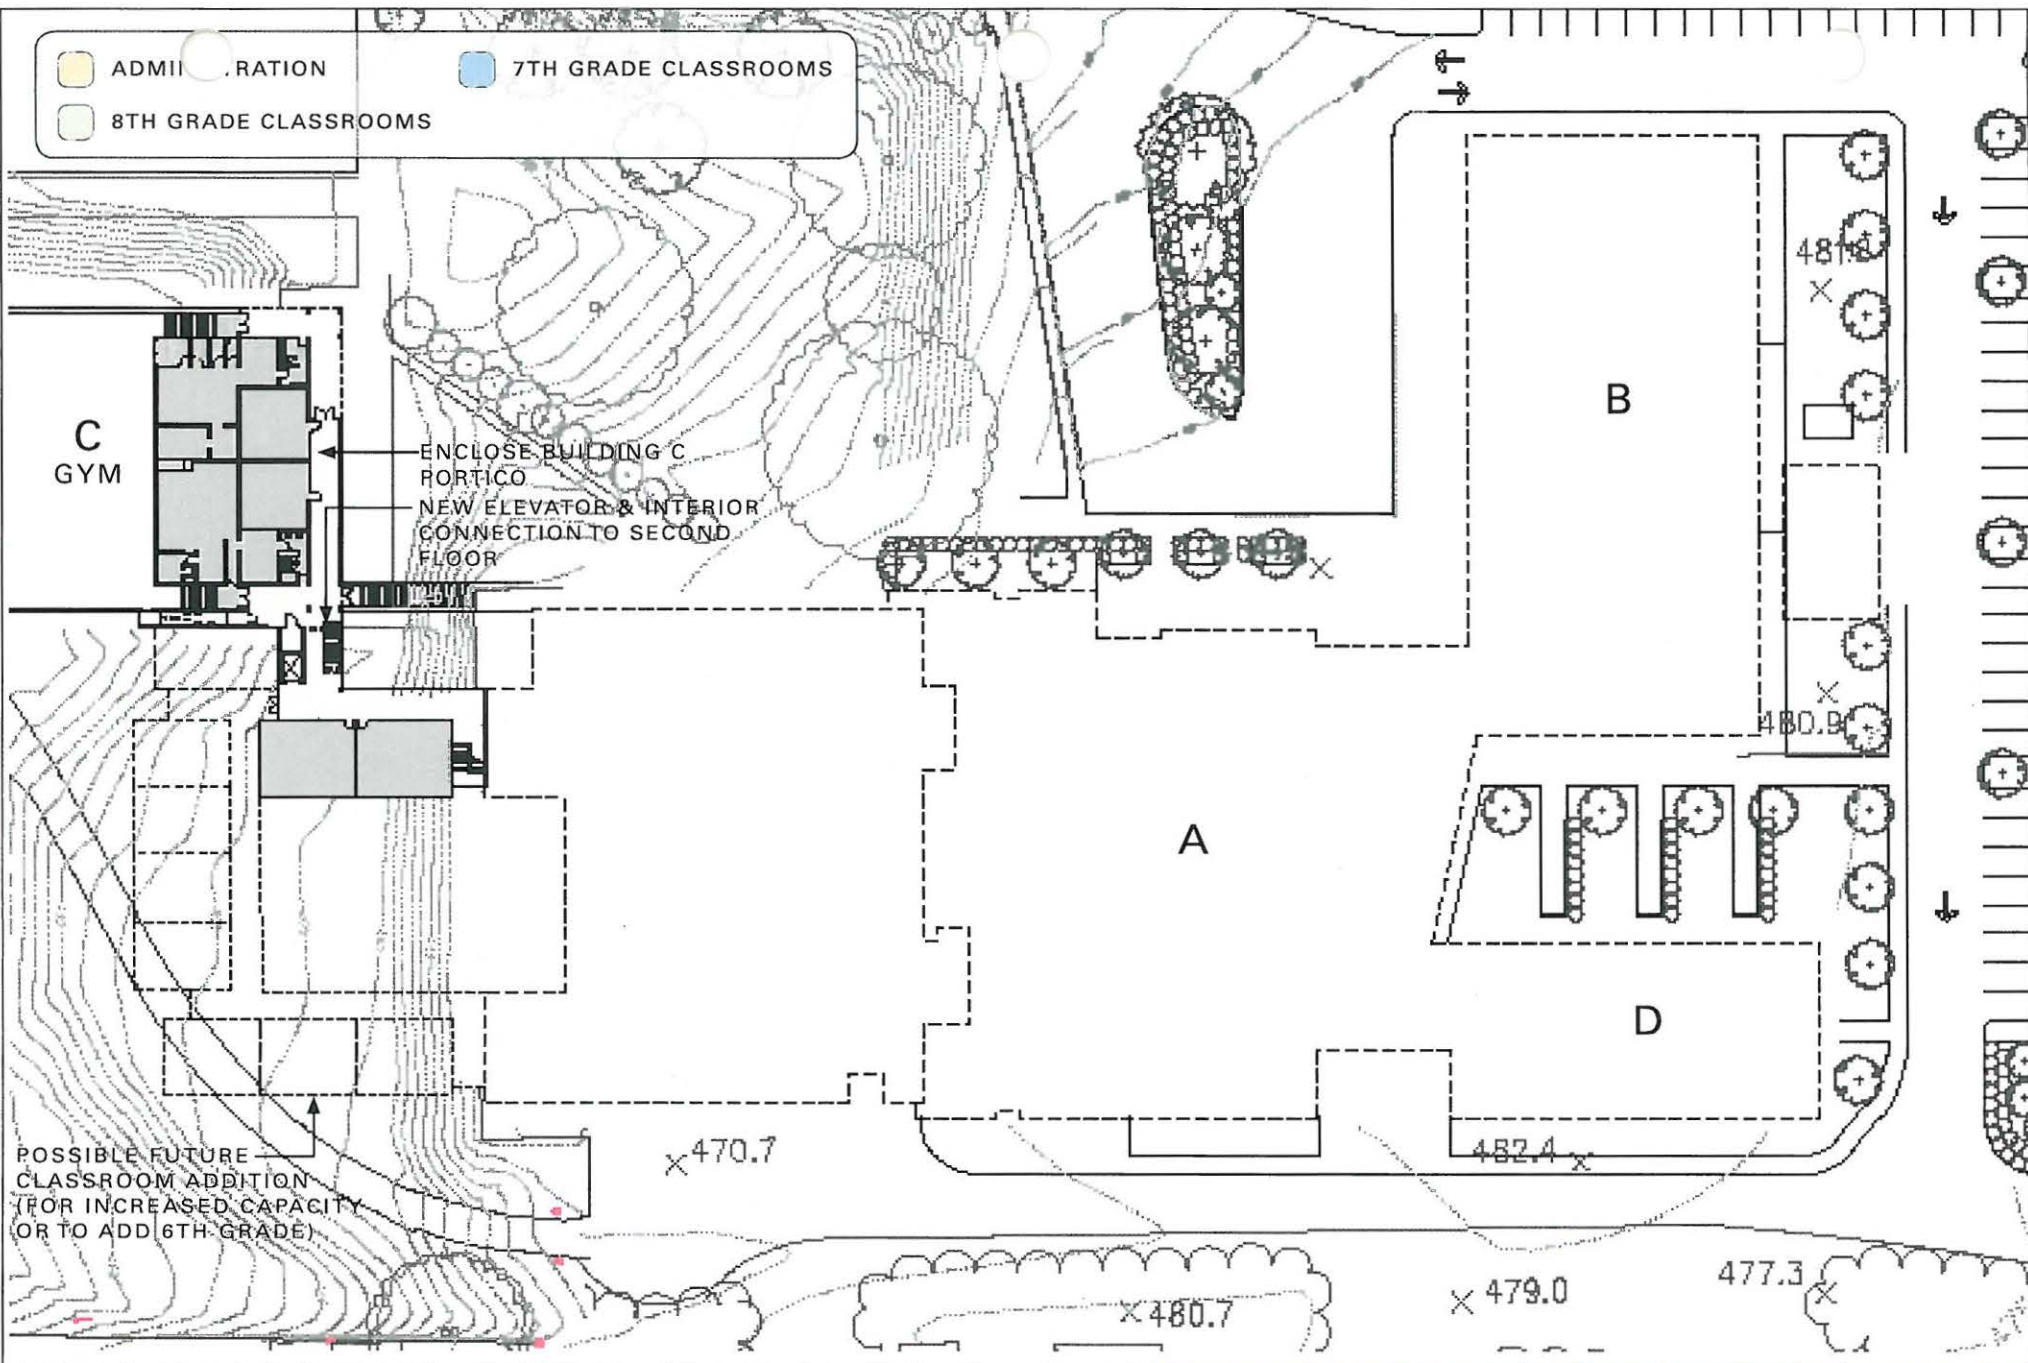 ADMI RATION
7TH GRADE CLASSROOMS
8TH GRADE CLASSROOMS
C
GYM
B
A
D
ENCLOSE BUILDING C
PORTICO
NEW ELEVATOR & INTERIOR
CONNECTION TO SECOND
FLOOR
POSSIBLE FUTURE
CLASSROOM ADDITION
(FOR INCREASED CAPACITY
OR TO ADD 6TH GRADE)
480.9
470.7
482.4
480.7
479.0
477.3